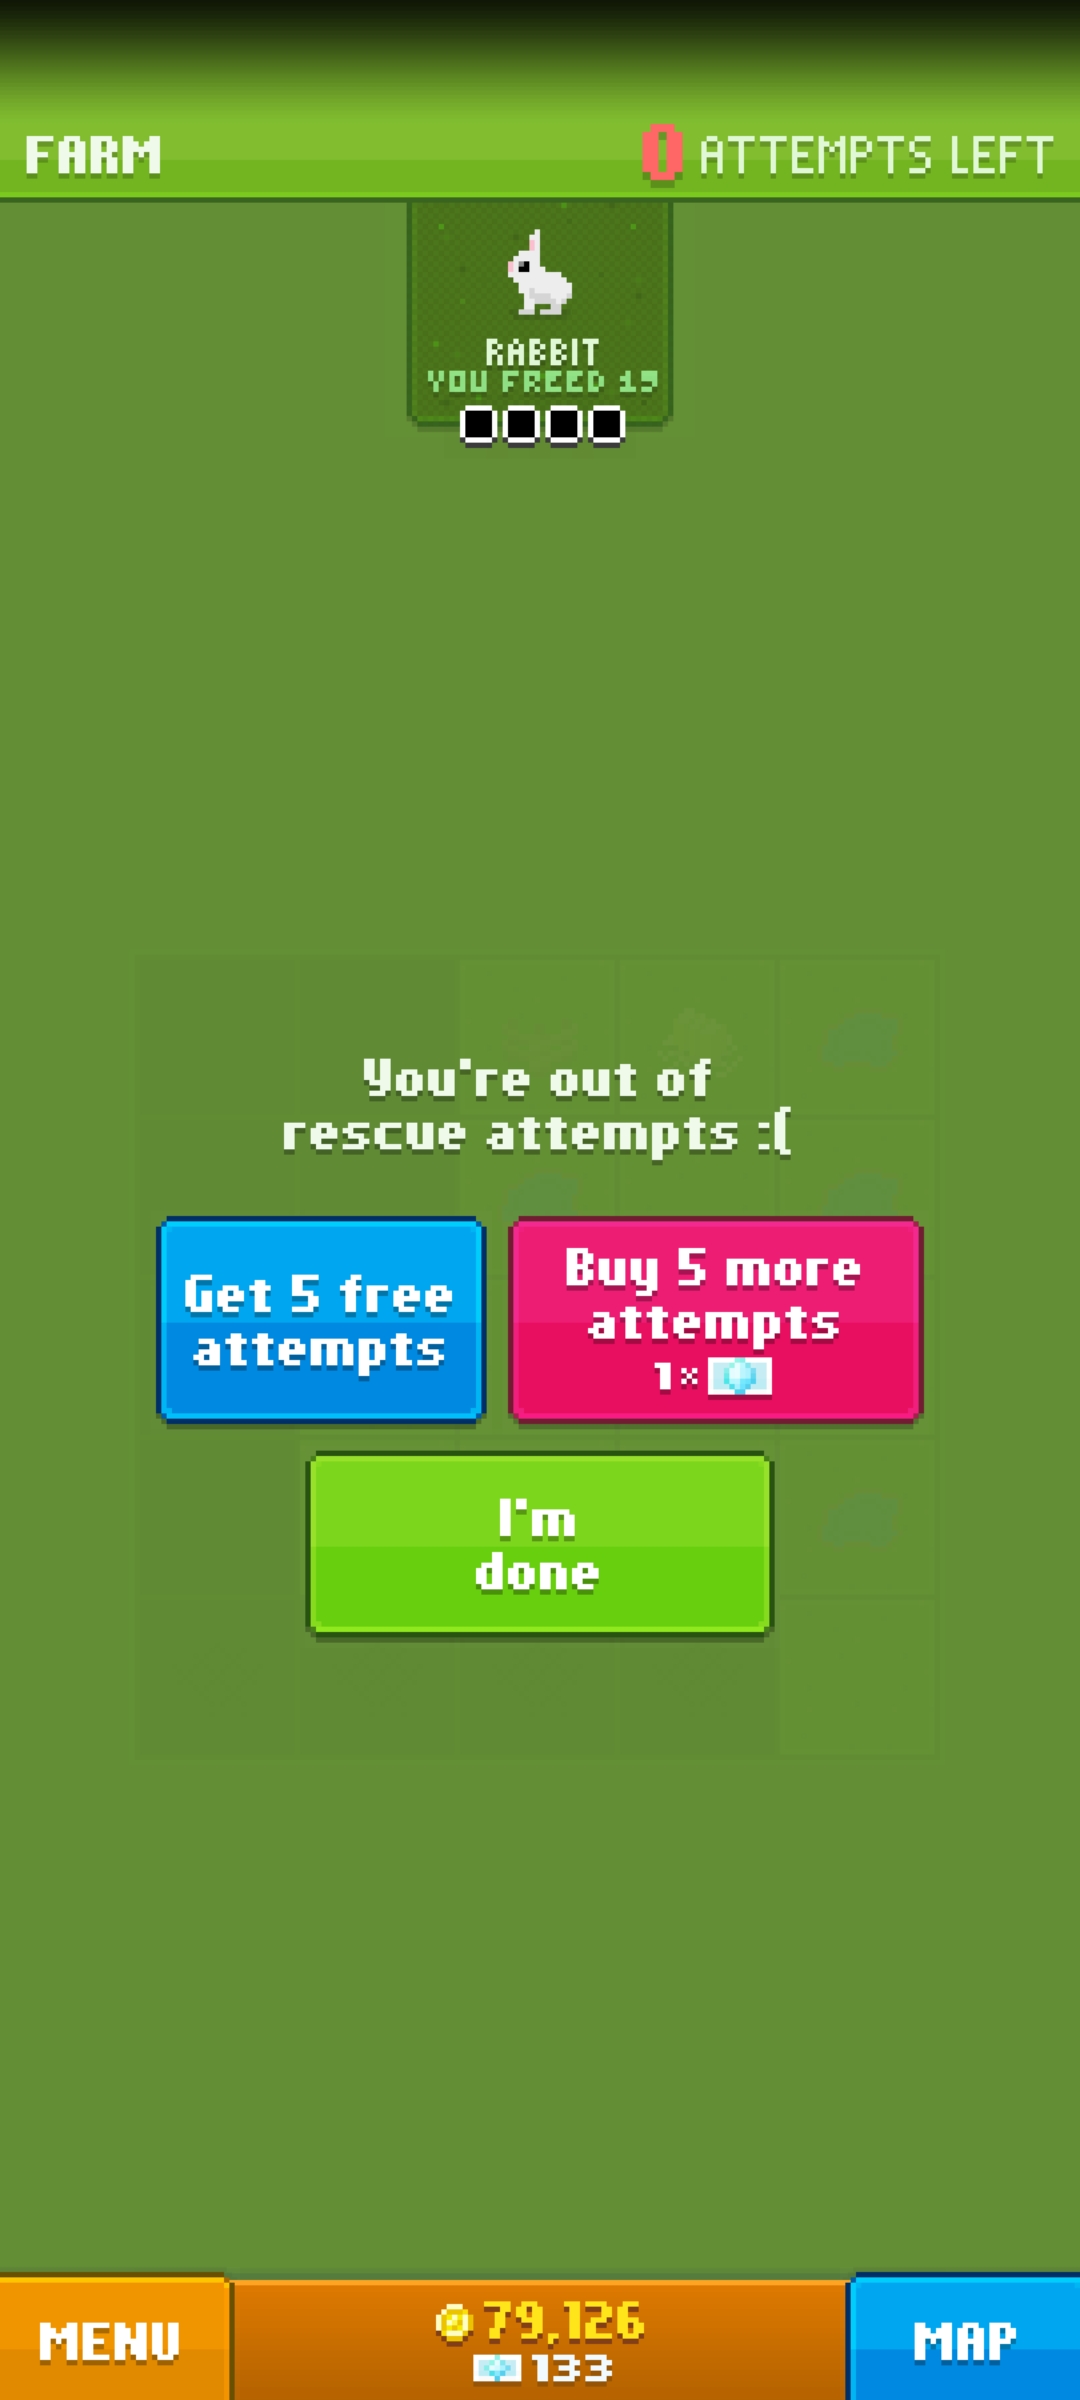 FARM
0 ATTEMPTS LEFT
RABBIT
YOU FREED 19
You're out of
rescue attempts :(
Get 5 free
attempts
Buy 5 more
attempts
1×
I'm
done
MENU
79,126
133
MAP